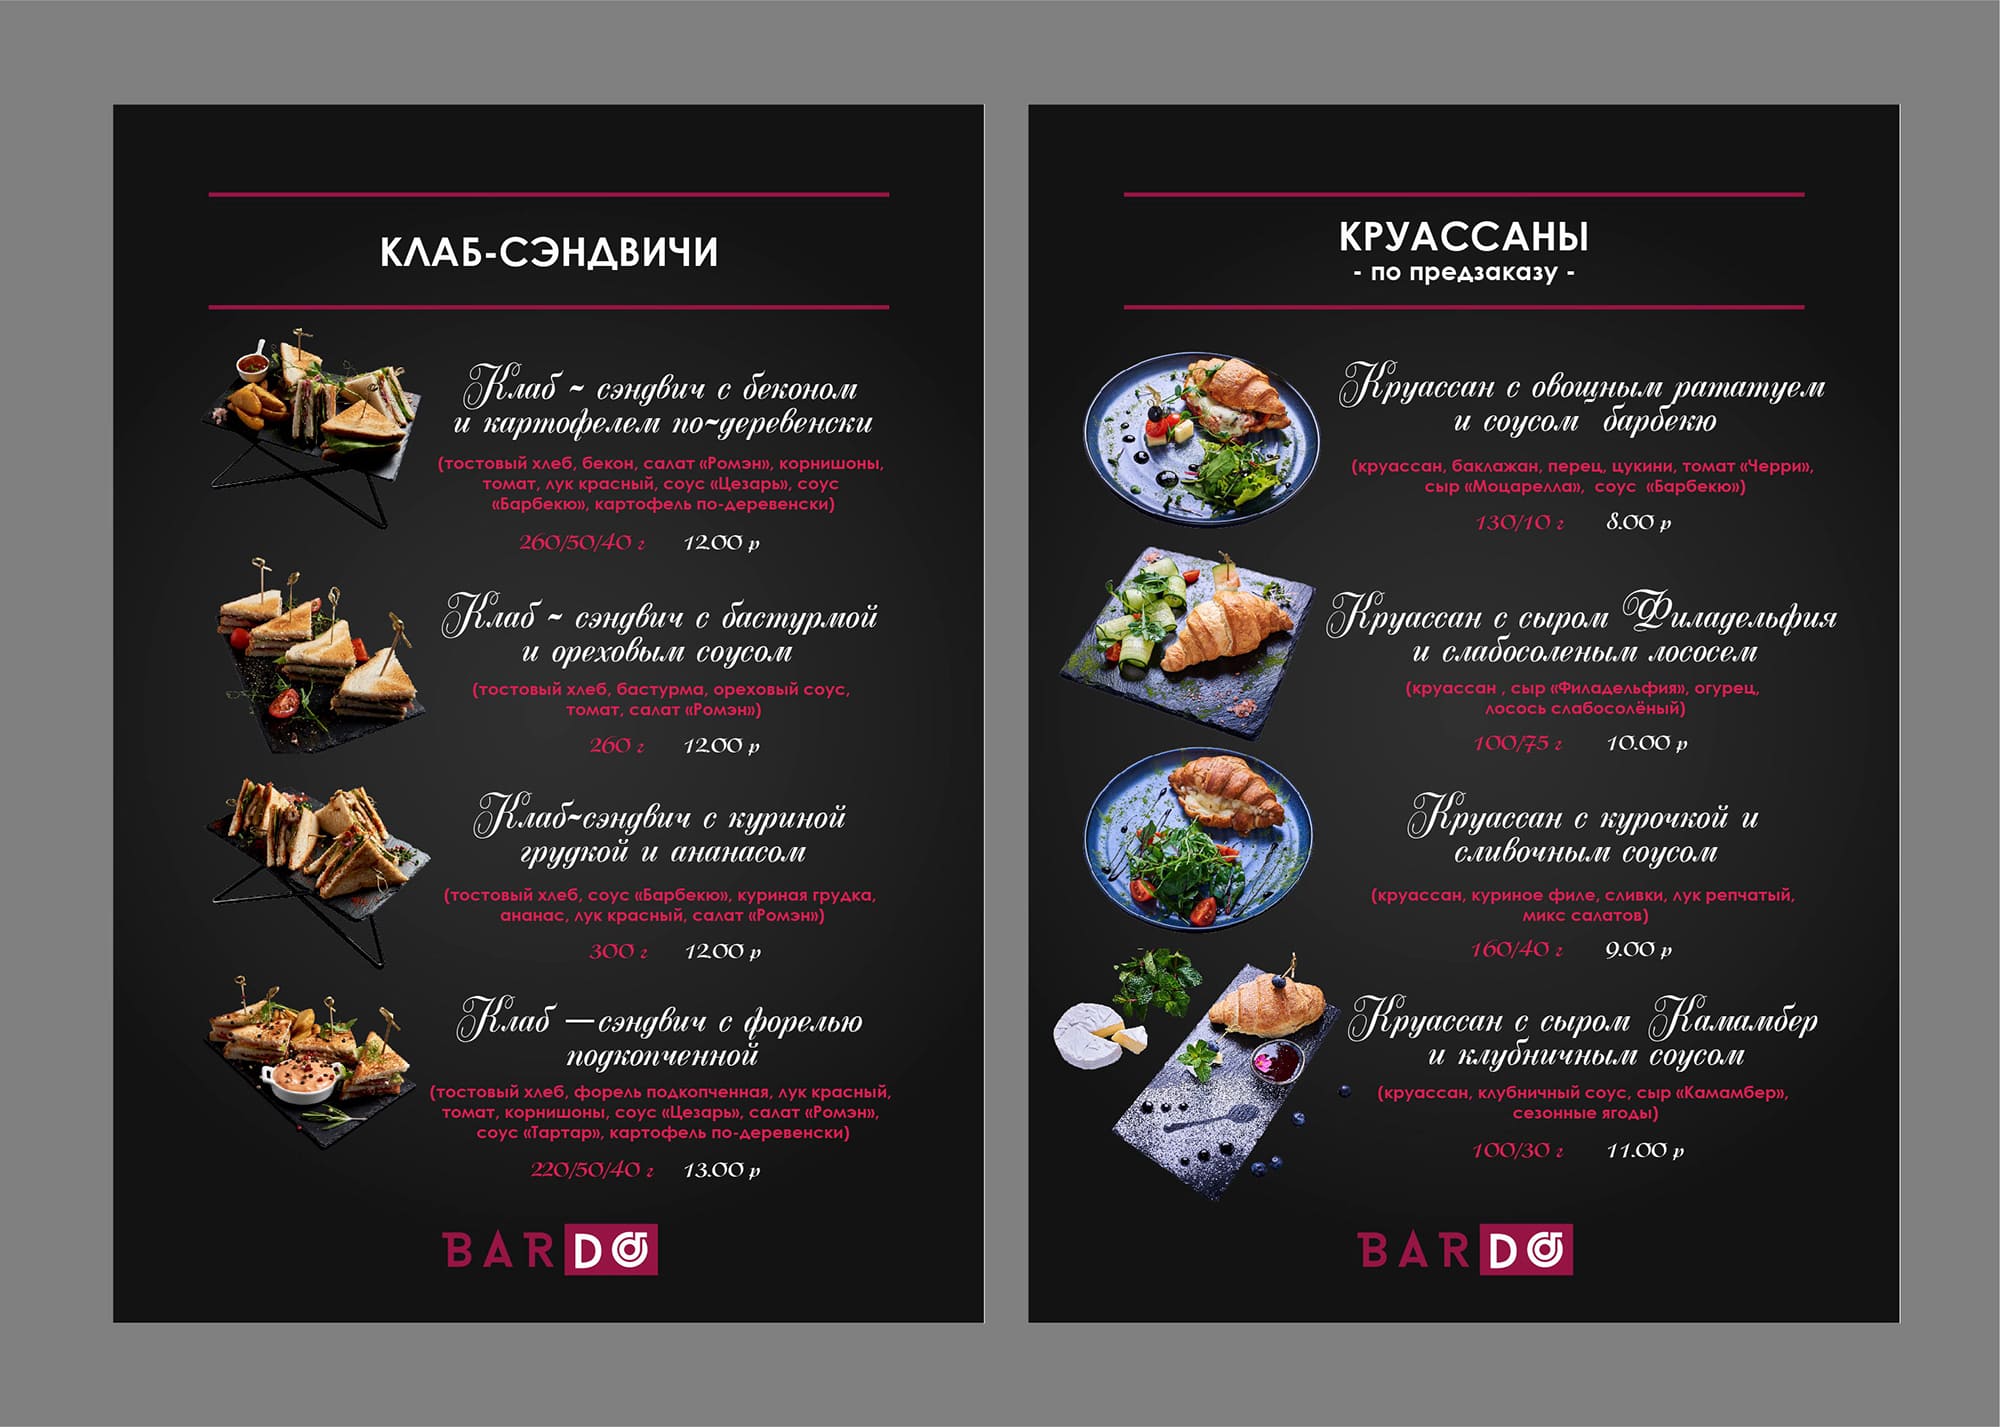 КЛАБ-СЭНДВИЧИ
Клаб ~ сэндвич с беконом
и картофелем по~деревенски
(тостовый хлеб, бекон, салат «Ромэн», корнишоны,
томат, лук красный, соус «Цезарь», соус
«Барбекю», картофель по-деревенски)
260/50/40 г 12.00 р
Клаб ~ сэндвич с бастурмой
и ореховым соусом
(тостовый хлеб, бастурма, ореховый соус,
томат, салат «Ромэн»)
260 г 12.00 р
Клаб~сэндвич с куриной
грудкой и ананасом
(тостовый хлеб, соус «Барбекю», куриная грудка,
ананас, лук красный, салат «Ромэн»)
300 г 12.00 р
Клаб —сэндвич с форелью
подкопченной
(тостовый хлеб, форель подкопченная, лук красный,
томат, корнишоны, соус «Цезарь», салат «Ромэн»,
соус «Тартар», картофель по-деревенски)
220/50/40 г 13.00 р
BARDO
КРУАССАНЫ
- по предзаказу -
Круассан с овощным рататуем
и соусом барбекю
(круассан, баклажан, перец, цукини, томат «Черри»,
сыр «Моцарелла», соус «Барбекю»)
130/10 г 8.00 р
Круассан с сыром Филадельфия
и слабосоленым лососем
(круассан , сыр «Филадельфия», огурец,
лосось слабосолёный)
100/75 г 10.00 р
Круассан с курочкой и
сливочным соусом
(круассан, куриное филе, сливки, лук репчатый,
микс салатов)
160/40 г 9.00 р
Круассан с сыром Камамбер
и клубничным соусом
(круассан, клубничный соус, сыр «Камамбер»,
сезонные ягоды)
100/30 г 11.00 р
BARDO